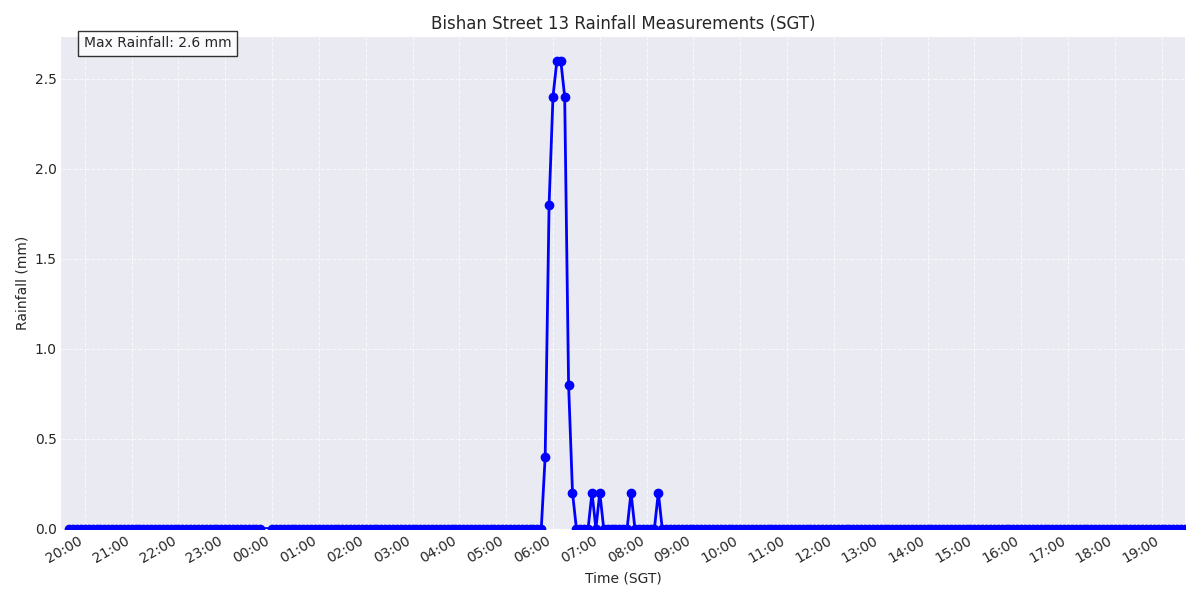 Bishan Street 13 Rainfall Measurements (SGT)
Max Rainfall: 2.6 mm
2.5
2.0
1.5
1.0
0.5
0.0
Rainfall (mm)
20:00 21:00 22:00 23:00 00:00 01:00 02:00 03:00 04:00 05:00 06:00 07:00 08:00 09:00 10:00 11:00 12:00 13:00 14:00 15:00 16:00 17:00 18:00 19:00
Time (SGT)